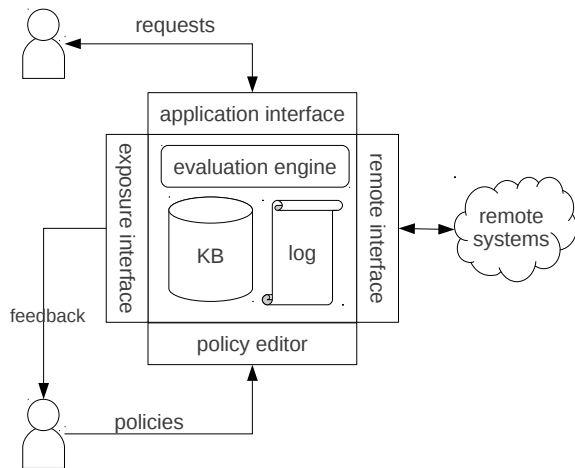 requests
application interface
exposure interface
evaluation engine
remote interface
KB
log
remote
systems
feedback
policy editor
policies